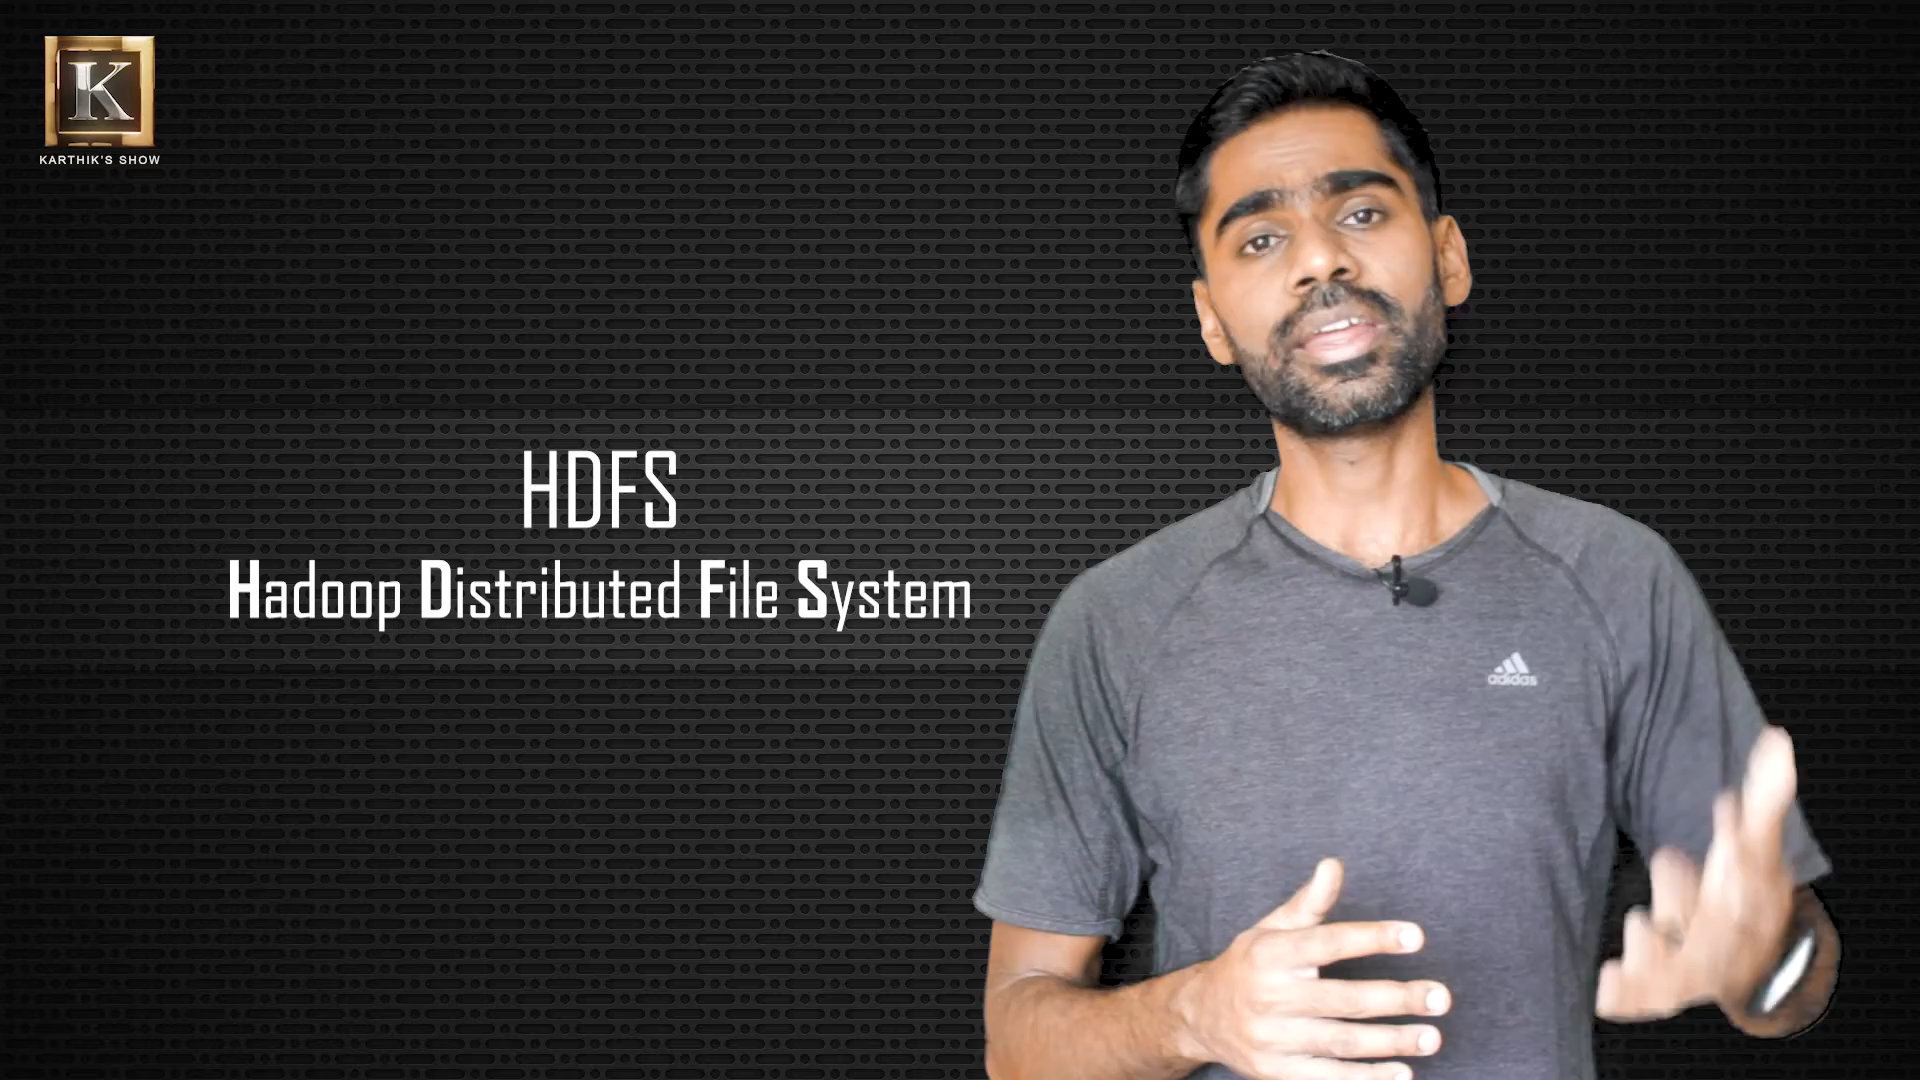 K
KARTHIK'S SHOW
HDFS
Hadoop Distributed File System
adidas